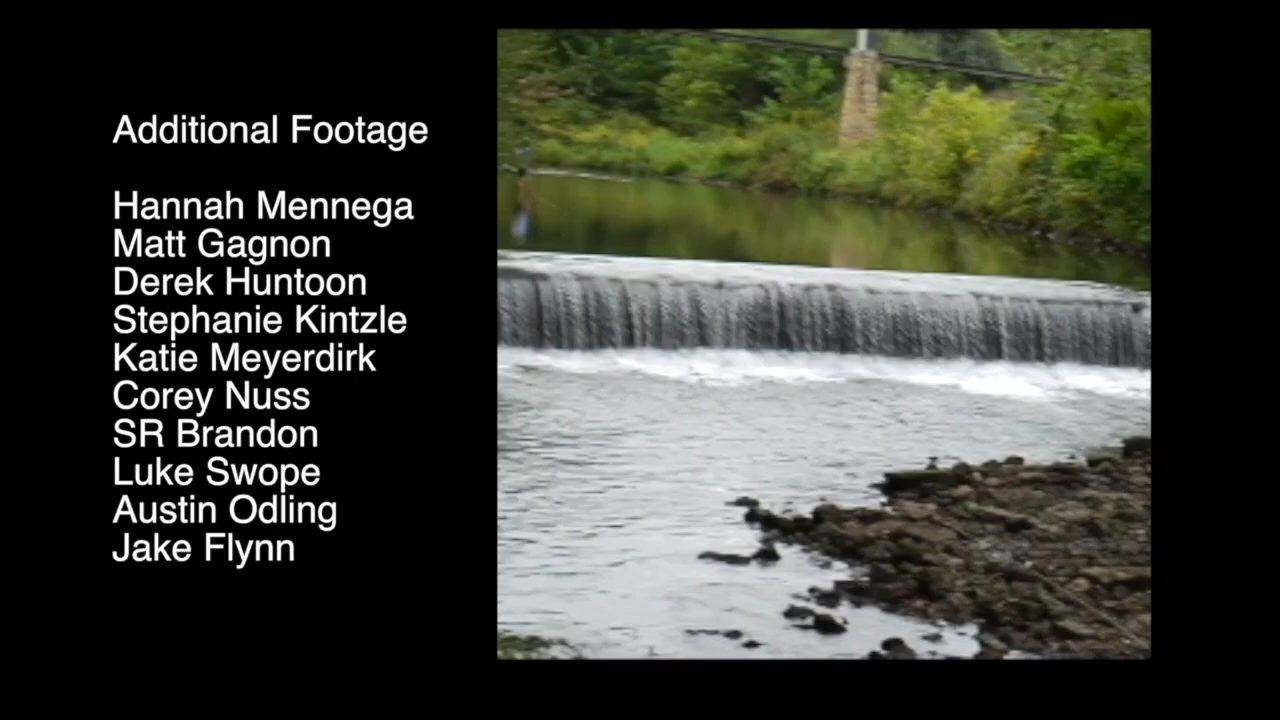 Additional Footage
Hannah Mennega
Matt Gagnon
Derek Huntoon
Stephanie Kintzle
Katie Meyerdirk
Corey Nuss
SR Brandon
Luke Swope
Austin Odling
Jake Flynn